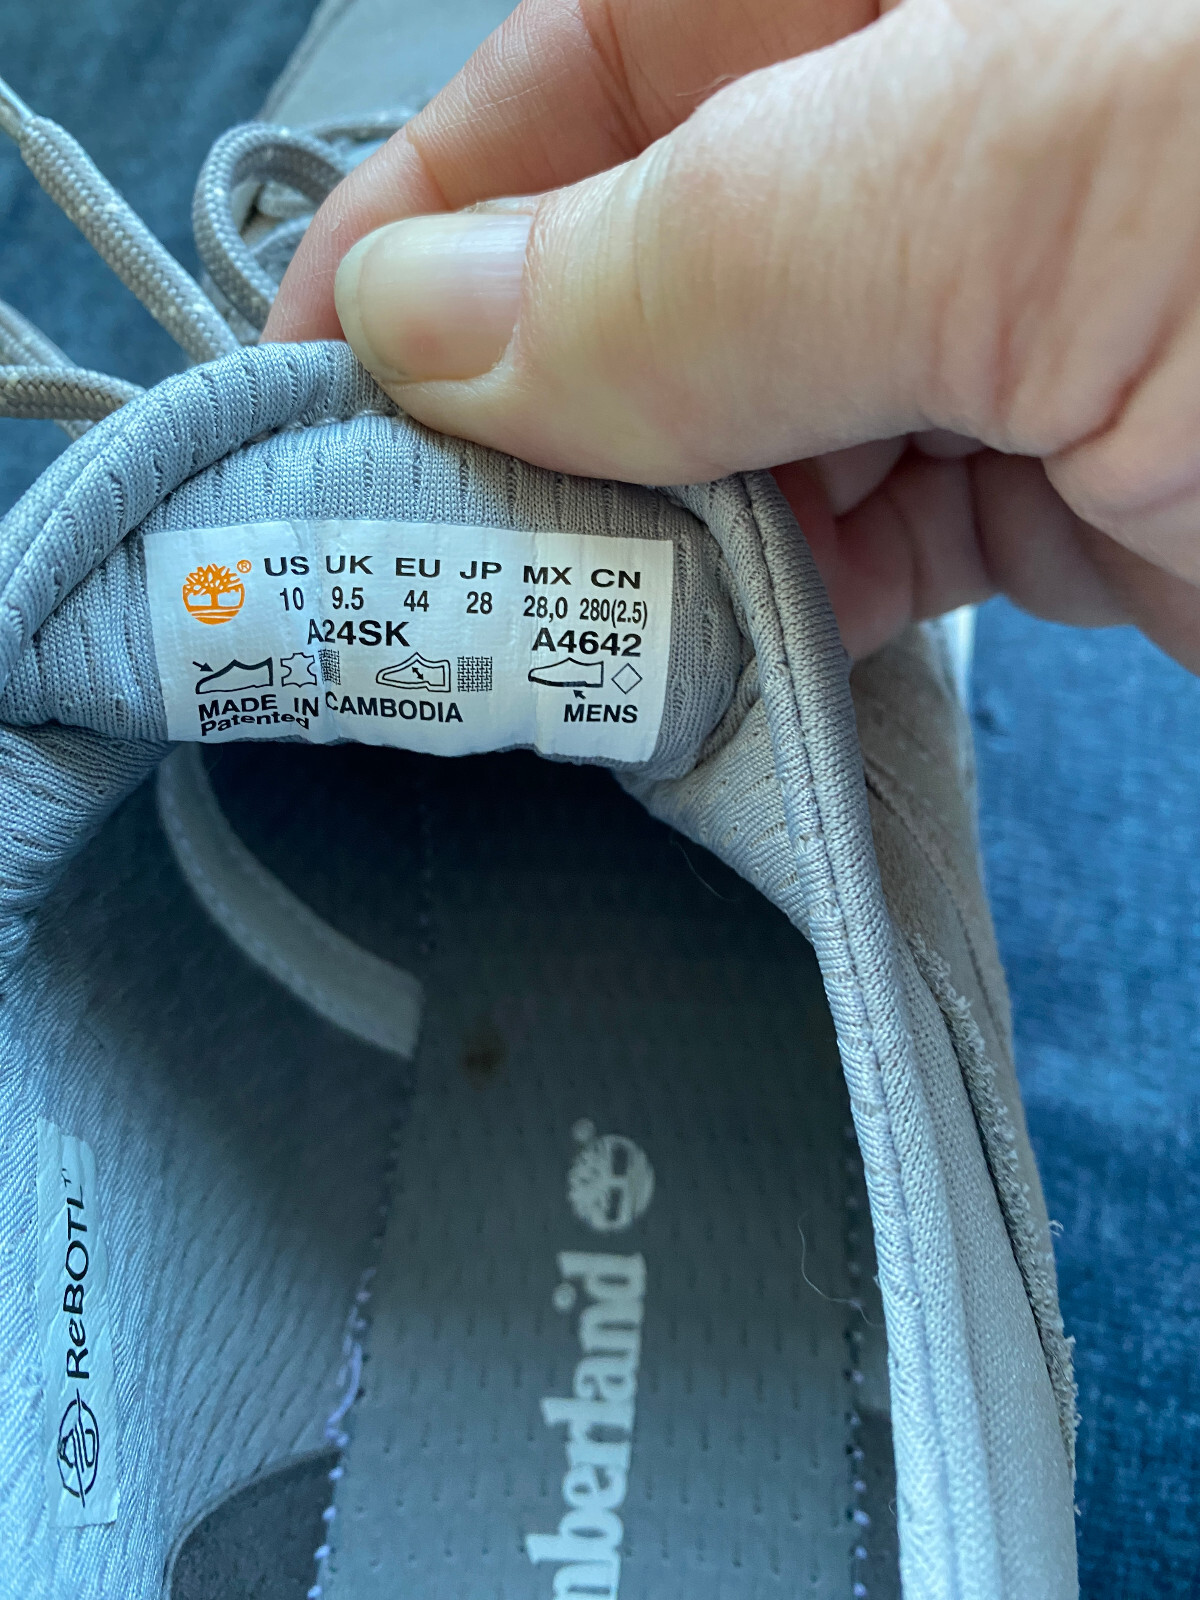 US UK EU JP MX CN
10 9.5 44 28 28,0 280(2.5)
A24SK A4642
MADE IN CAMBODIA MENS
Patented
ReBOTL™
nberland